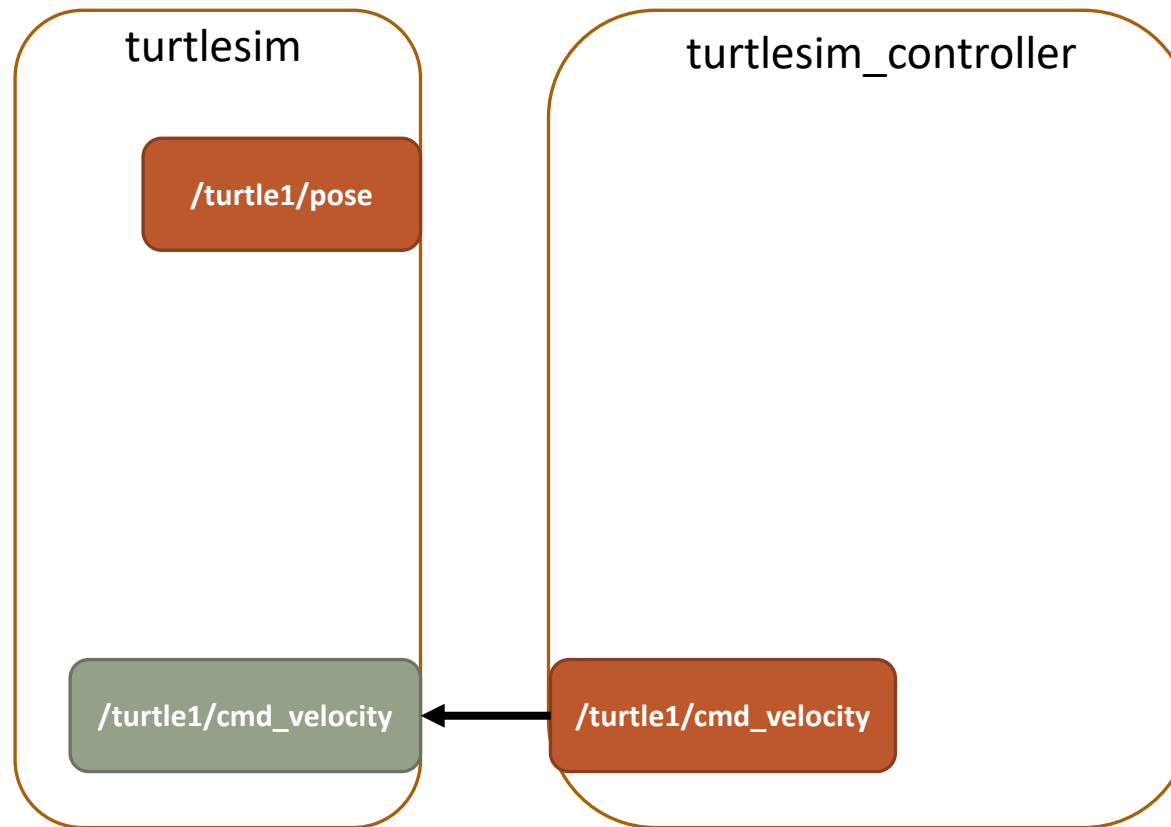 turtlesim
turtlesim_controller
/turtle1/pose
/turtle1/cmd_velocity
/turtle1/cmd_velocity